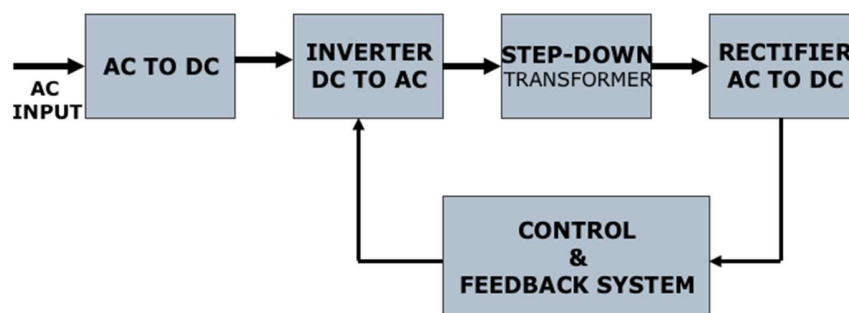 AC
INPUT
AC TO DC
INVERTER
DC TO AC
STEP-DOWN
TRANSFORMER
RECTIFIER
AC TO DC
CONTROL
&
FEEDBACK SYSTEM